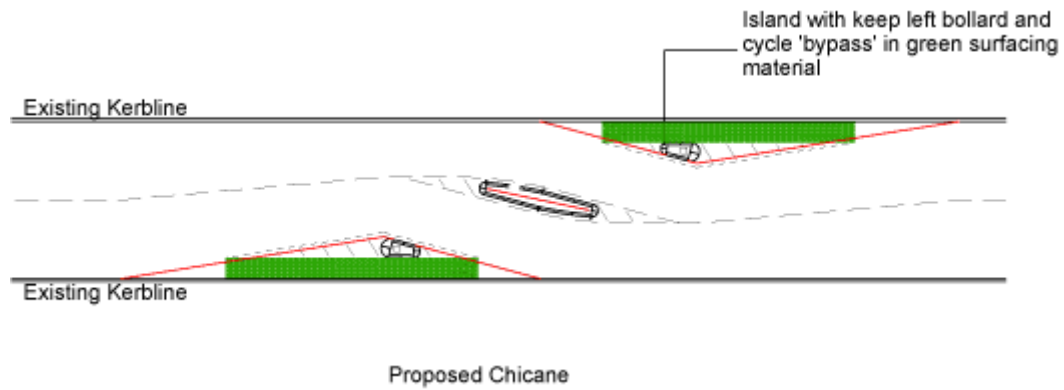 Island with keep left bollard and
cycle 'bypass' in green surfacing
material
Existing Kerbline
Existing Kerbline
Proposed Chicane